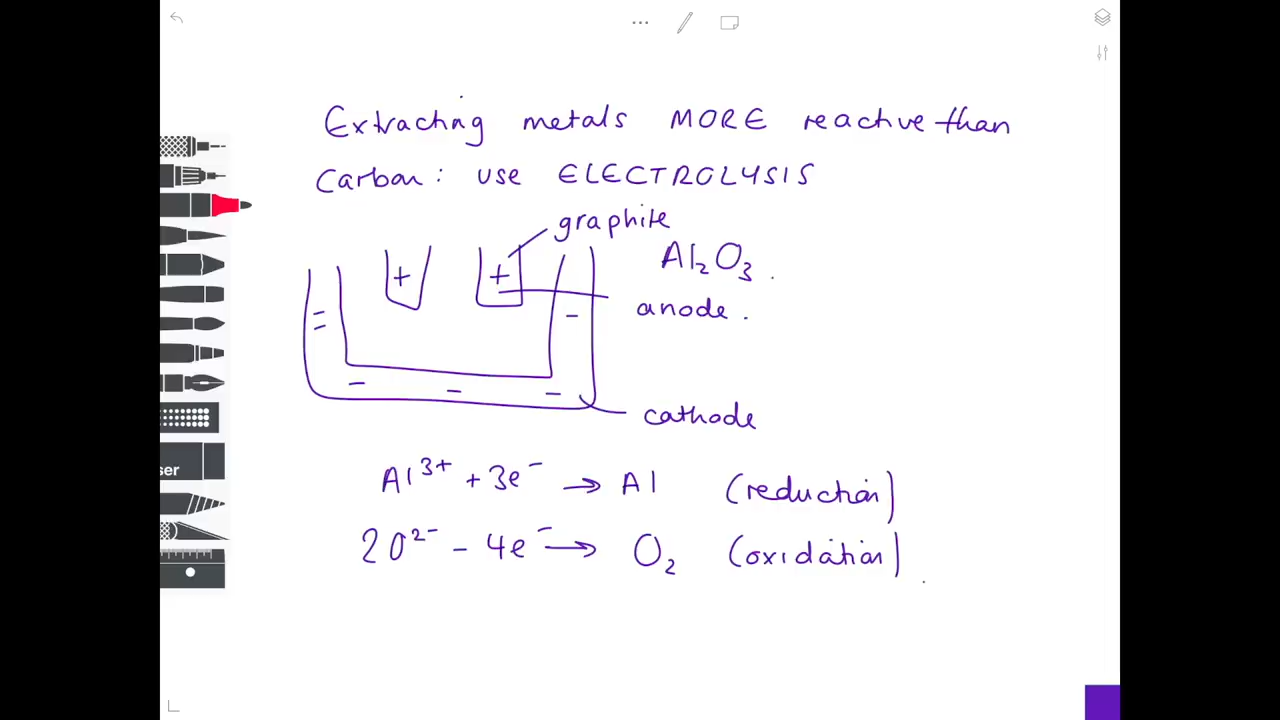 Extracting metals MORE reactive than
Carbon: use ELECTROLYSIS
graphite
Al₂O₃
+ +
anode.
=
-
- - -
cathode
Al³⁺ + 3e⁻ → Al (reduction)
2O²⁻ - 4e⁻ → O₂ (oxidation)
ser